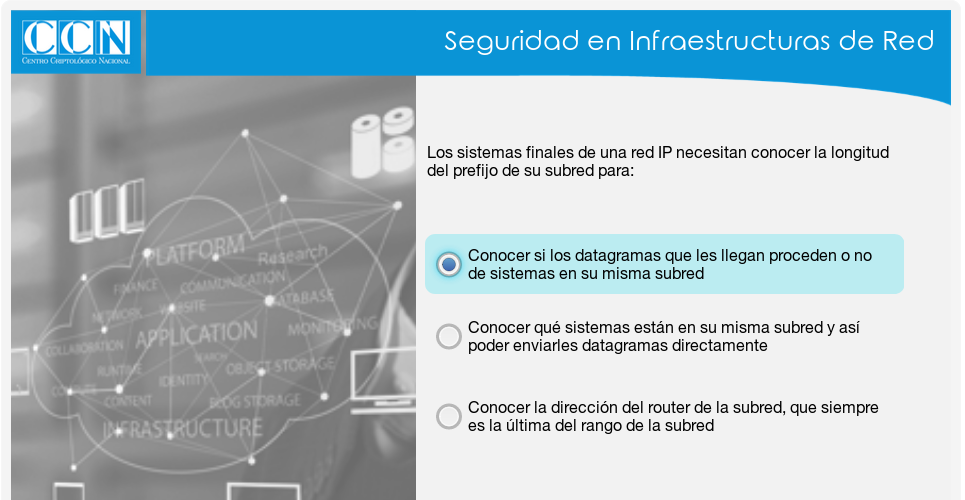 CCN
CENTRO CRIPTOLÓGICO NACIONAL
Seguridad en Infraestructuras de Red
Los sistemas finales de una red IP necesitan conocer la longitud
del prefijo de su subred para:
Conocer si los datagramas que les llegan proceden o no
de sistemas en su misma subred
Conocer qué sistemas están en su misma subred y así
poder enviarles datagramas directamente
Conocer la dirección del router de la subred, que siempre
es la última del rango de la subred
PLATFORM
Research
FINANCE
COMMUNICATION
DATABASE
NETWORK
WEBSITE
APPLICATION
MONITORING
COLLABORATION
SEARCH
RUNTIME
IDENTITY
OBJECT STORAGE
COMPUTE
CONTENT
BLOG STORAGE
INFRASTRUCTURE